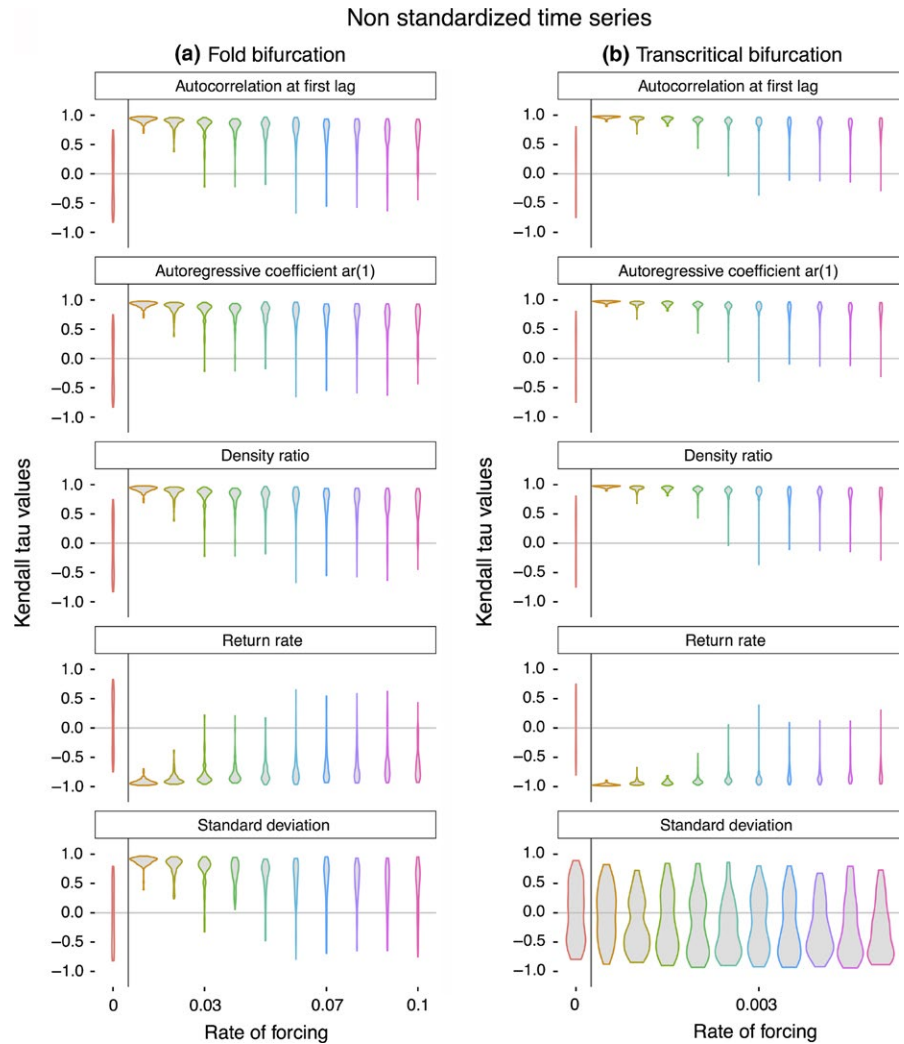 Non standardized time series
(a) Fold bifurcation
(b) Transcritical bifurcation
Kendall tau values
Autocorrelation at first lag
1.0
0.5
0.0
−0.5
−1.0
Autoregressive coefficient ar(1)
1.0
0.5
0.0
−0.5
−1.0
Density ratio
1.0
0.5
0.0
−0.5
−1.0
Return rate
1.0
0.5
0.0
−0.5
−1.0
Standard deviation
1.0
0.5
0.0
−0.5
−1.0
0 0.03 0.07 0.1
Rate of forcing
Kendall tau values
Autocorrelation at first lag
1.0
0.5
0.0
−0.5
−1.0
Autoregressive coefficient ar(1)
1.0
0.5
0.0
−0.5
−1.0
Density ratio
1.0
0.5
0.0
−0.5
−1.0
Return rate
1.0
0.5
0.0
−0.5
−1.0
Standard deviation
1.0
0.5
0.0
−0.5
−1.0
0 0.003
Rate of forcing